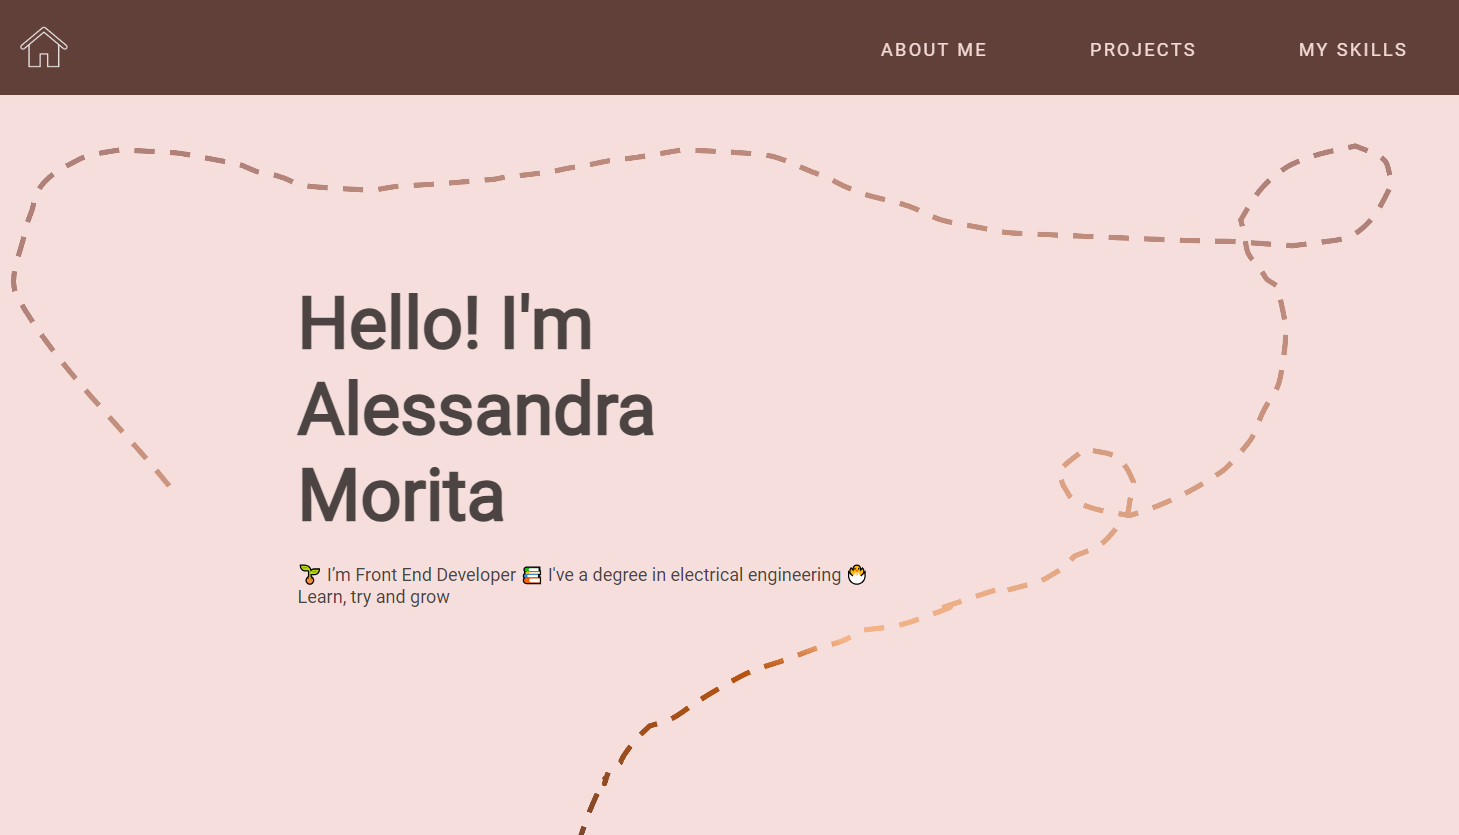 ABOUT ME PROJECTS MY SKILLS
Hello! I'm
Alessandra
Morita
🌱 I’m Front End Developer 📚 I've a degree in electrical engineering 🐣
Learn, try and grow